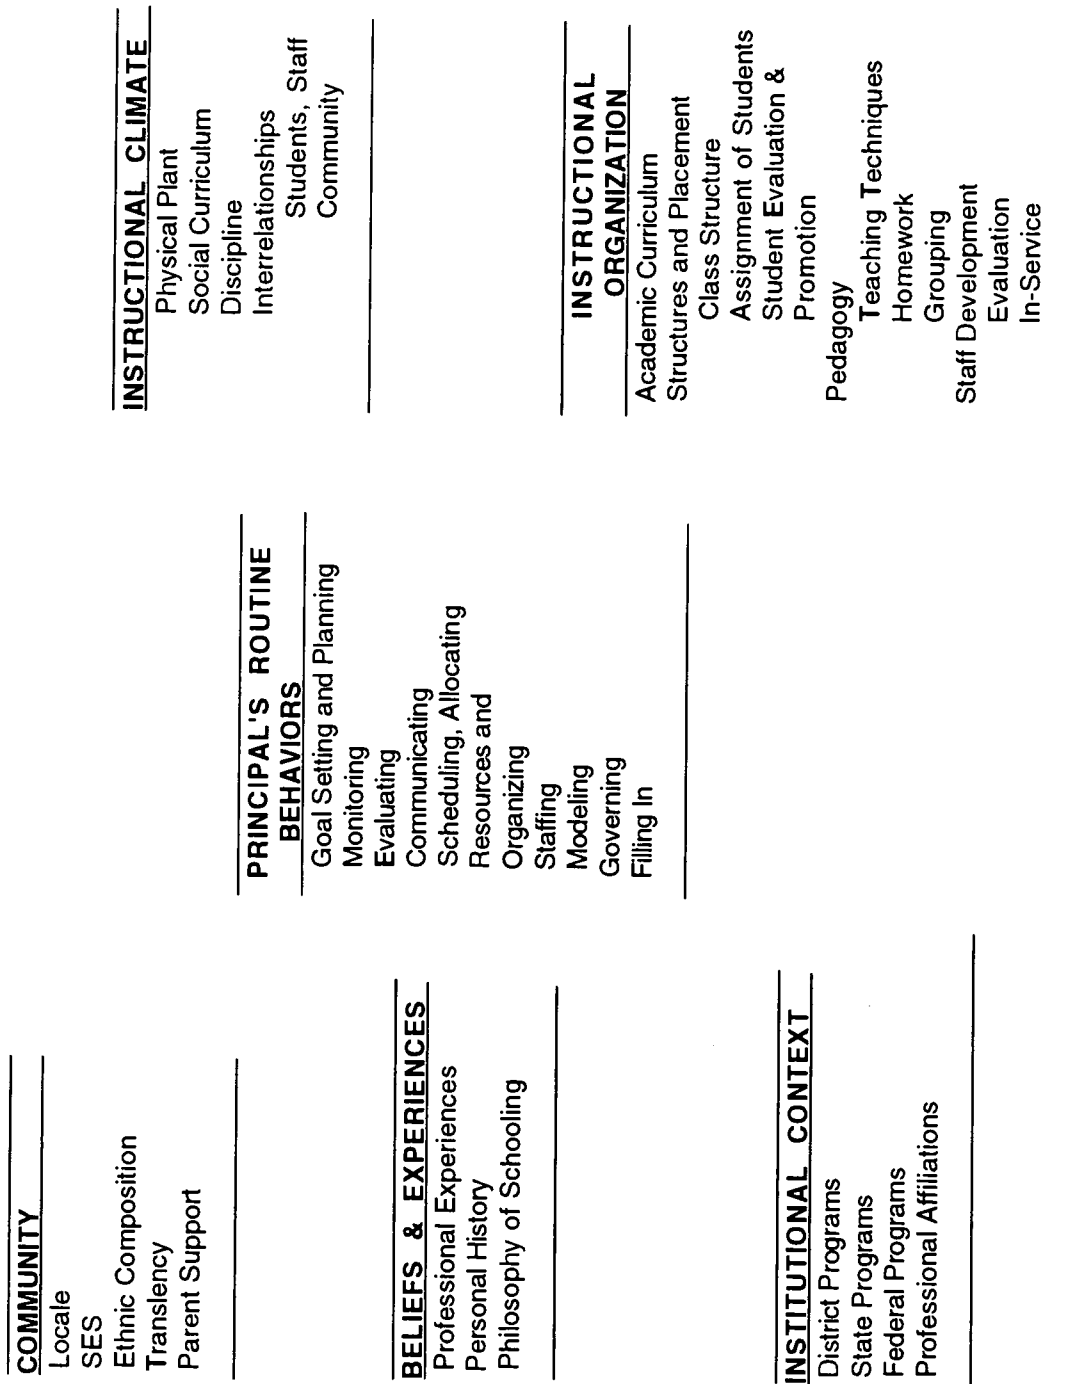 COMMUNITY
Locale
SES
Ethnic Composition
Translency
Parent Support
BELIEFS & EXPERIENCES
Professional Experiences
Personal History
Philosophy of Schooling
INSTITUTIONAL CONTEXT
District Programs
State Programs
Federal Programs
Professional Affiliations
PRINCIPAL'S ROUTINE
BEHAVIORS
Goal Setting and Planning
Monitoring
Evaluating
Communicating
Scheduling, Allocating
Resources and
Organizing
Staffing
Modeling
Governing
Filling In
INSTRUCTIONAL CLIMATE
Physical Plant
Social Curriculum
Discipline
Interrelationships
Students, Staff
Community
INSTRUCTIONAL
ORGANIZATION
Academic Curriculum
Structures and Placement
Class Structure
Assignment of Students
Student Evaluation &
Promotion
Pedagogy
Teaching Techniques
Homework
Grouping
Staff Development
Evaluation
In-Service